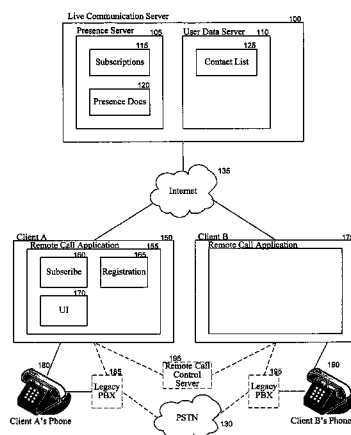 Live Communication Server
100
Presence Server
105
User Data Server
110
115
Subscriptions
125
Contact List
120
Presence Docs
135
Internet
Client A
150
Remote Call Application
155
160
Subscribe
165
Registration
170
UI
Client B
175
Remote Call Application
180
185
Legacy
PBX
195
Remote Call
Control
Server
195
Legacy
PBX
190
PSTN
130
Client A's Phone
Client B's Phone